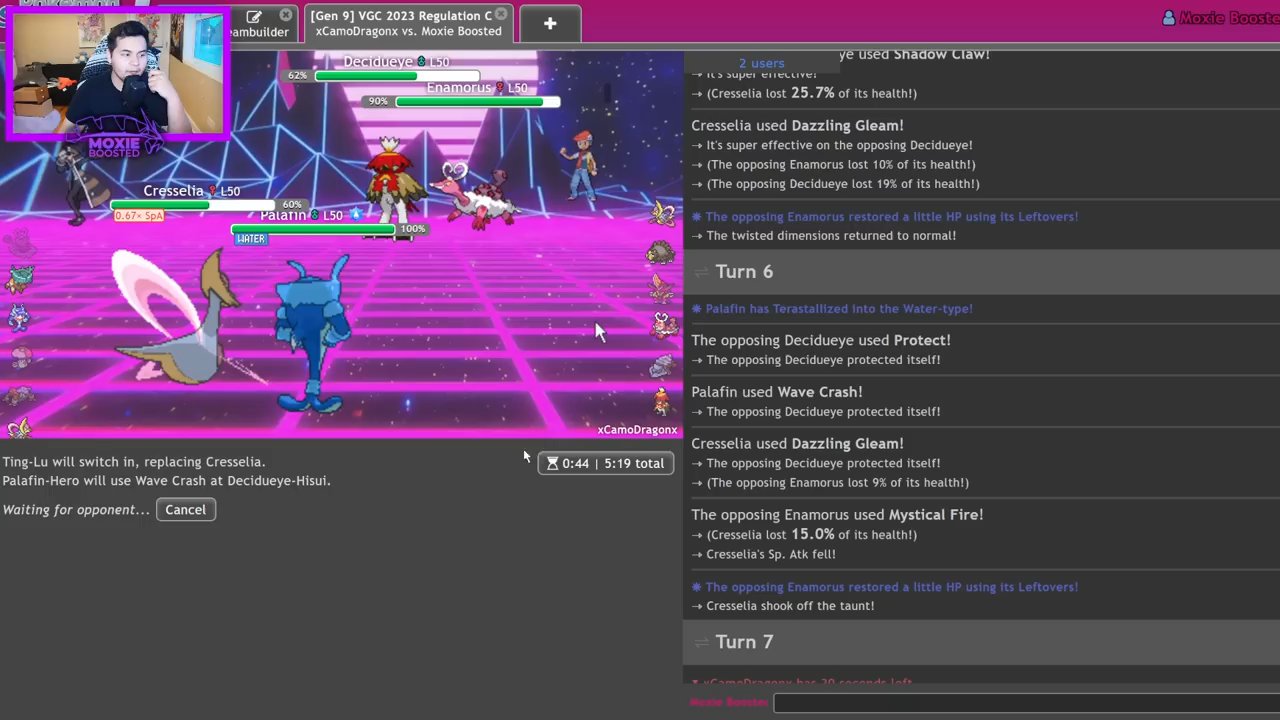 eambuilder
[Gen 9] VGC 2023 Regulation C
xCamoDragonx vs. Moxie Boosted
+
Moxie Booste
MOXIE
BOOSTED
Decidueye L50
62%
Enamorus L50
90%
Cresselia L50
60%
0.67× SpA
Palafin L50
100%
WATER
xCamoDragonx
Ting-Lu will switch in, replacing Cresselia.
Palafin-Hero will use Wave Crash at Decidueye-Hisui.
Waiting for opponent... Cancel
0:44 | 5:19 total
2 users
ye used Shadow Claw!
It's super effective!
→ (Cresselia lost 25.7% of its health!)
Cresselia used Dazzling Gleam!
→ It's super effective on the opposing Decidueye!
→ (The opposing Enamorus lost 10% of its health!)
→ (The opposing Decidueye lost 19% of its health!)
The opposing Enamorus restored a little HP using its Leftovers!
→ The twisted dimensions returned to normal!
Turn 6
Palafin has Terastallized into the Water-type!
The opposing Decidueye used Protect!
→ The opposing Decidueye protected itself!
Palafin used Wave Crash!
→ The opposing Decidueye protected itself!
Cresselia used Dazzling Gleam!
→ The opposing Decidueye protected itself!
→ (The opposing Enamorus lost 9% of its health!)
The opposing Enamorus used Mystical Fire!
→ (Cresselia lost 15.0% of its health!)
→ Cresselia's Sp. Atk fell!
The opposing Enamorus restored a little HP using its Leftovers!
→ Cresselia shook off the taunt!
Turn 7
xCamoDragonx has 20 seconds left
Moxie Boosted